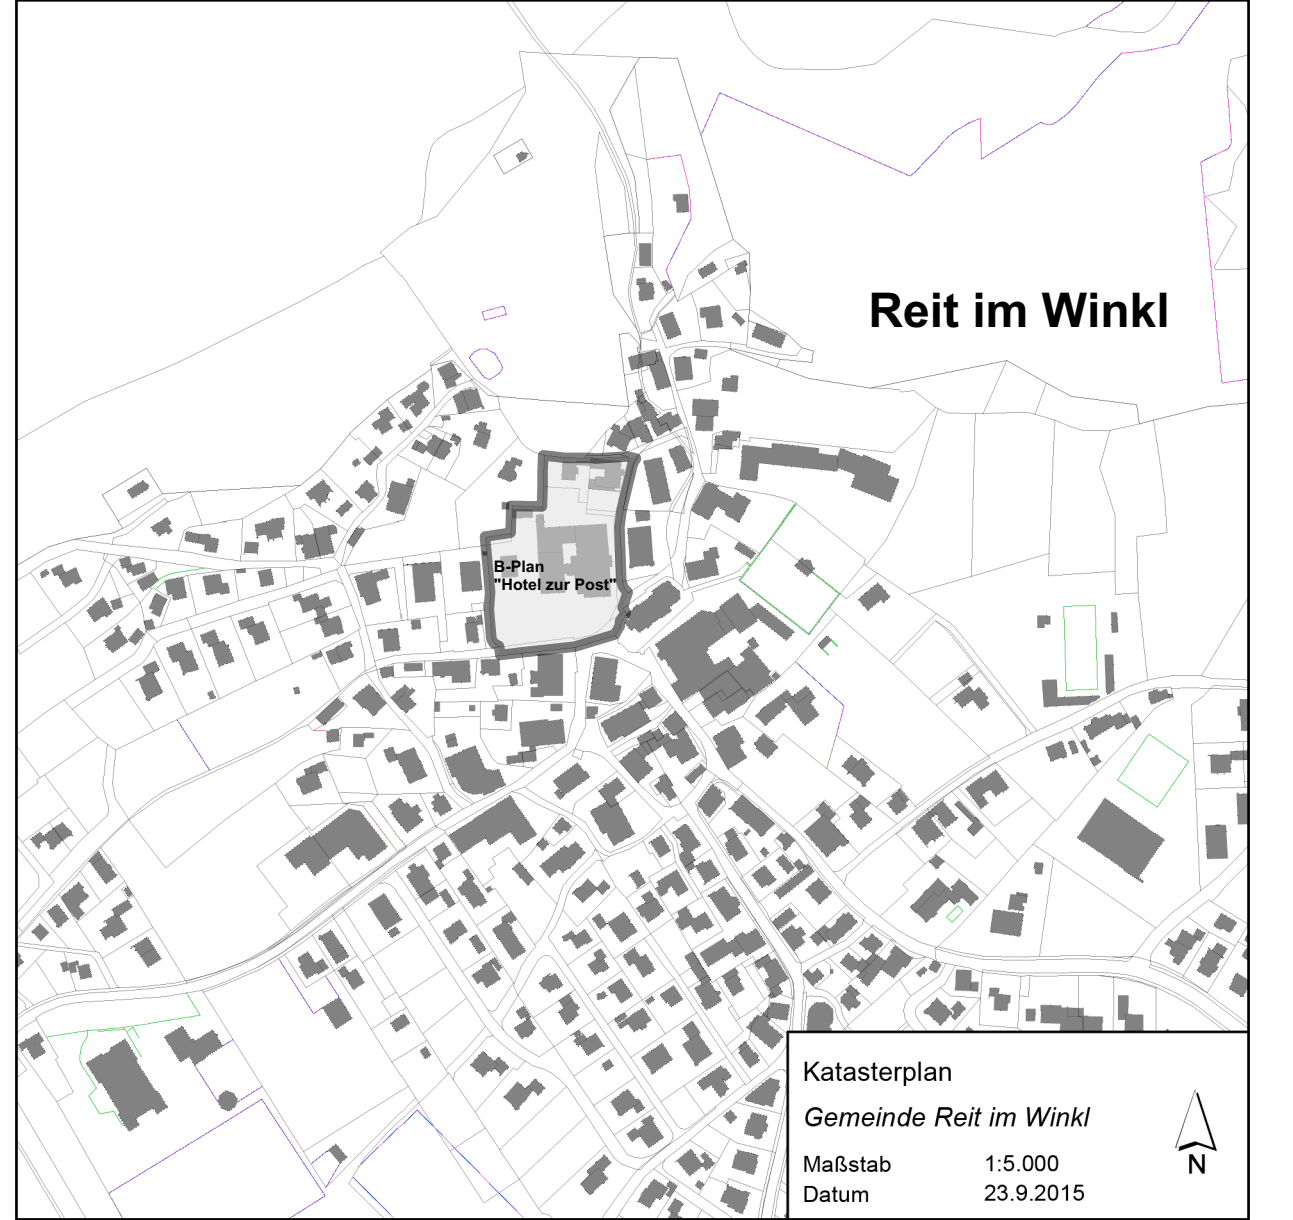 Reit im Winkl
B-Plan
"Hotel zur Post"
Katasterplan
Gemeinde Reit im Winkl
Maßstab 1:5.000
Datum 23.9.2015
N